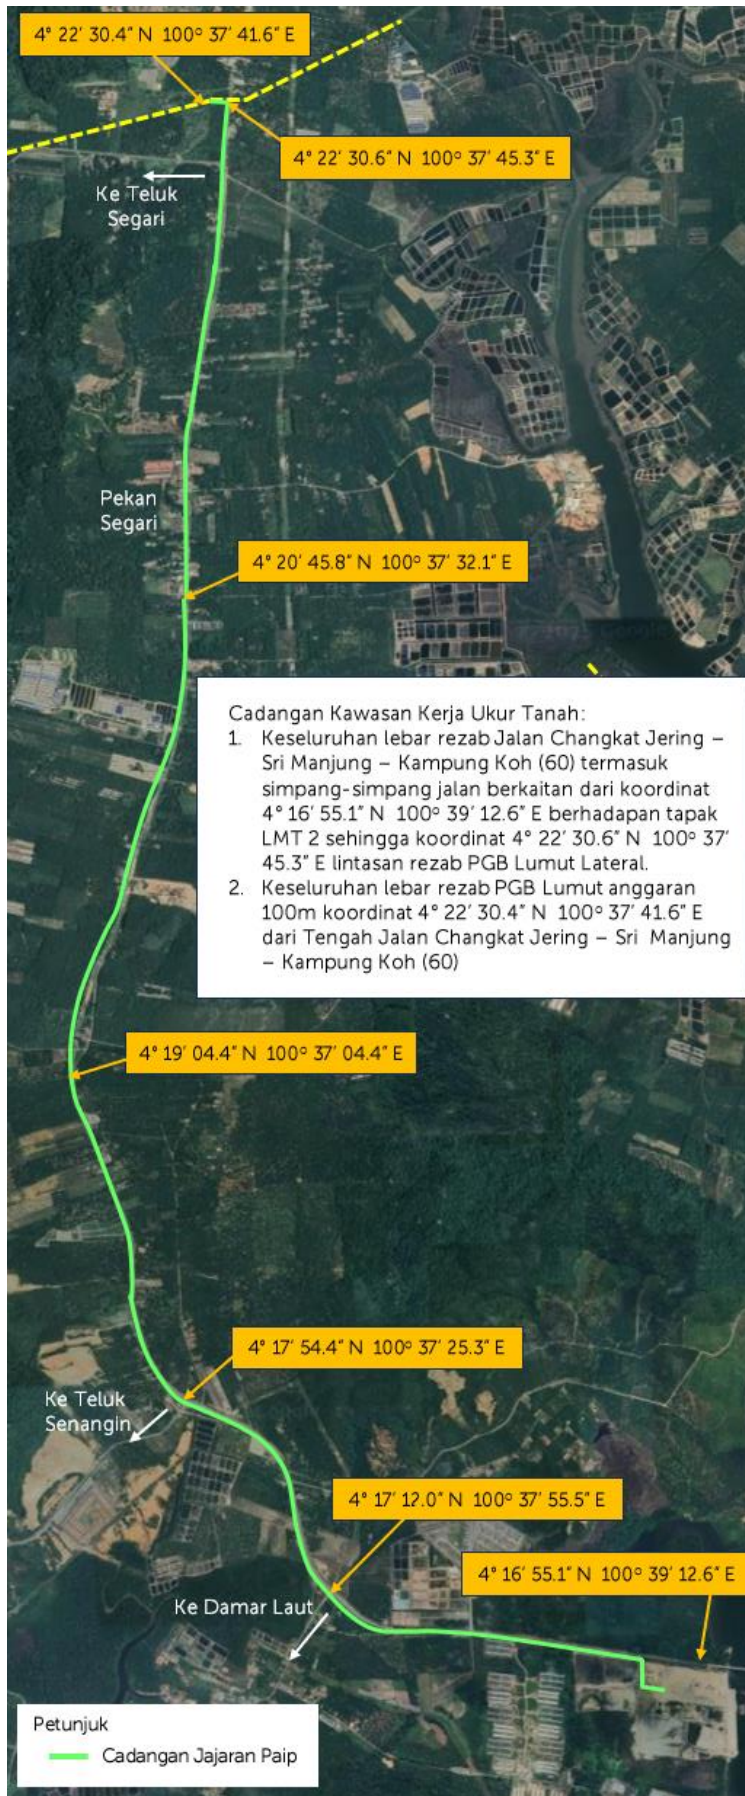 4° 22’ 30.4” N 100° 37’ 41.6” E
4° 22’ 30.6” N 100° 37’ 45.3” E
Ke Teluk
Segari
Pekan
Segari
4° 20’ 45.8” N 100° 37’ 32.1” E
Cadangan Kawasan Kerja Ukur Tanah:
1. Keseluruhan lebar rezab Jalan Changkat Jering –
Sri Manjung – Kampung Koh (60) termasuk
simpang-simpang jalan berkaitan dari koordinat
4° 16’ 55.1” N 100° 39’ 12.6” E berhadapan tapak
LMT 2 sehingga koordinat 4° 22’ 30.6” N 100° 37’
45.3” E lintasan rezab PGB Lumut Lateral.
2. Keseluruhan lebar rezab PGB Lumut anggaran
100m koordinat 4° 22’ 30.4” N 100° 37’ 41.6” E
dari Tengah Jalan Changkat Jering – Sri Manjung
– Kampung Koh (60)
4° 19’ 04.4” N 100° 37’ 04.4” E
4° 17’ 54.4” N 100° 37’ 25.3” E
Ke Teluk
Senangin
4° 17’ 12.0” N 100° 37’ 55.5” E
4° 16’ 55.1” N 100° 39’ 12.6” E
Ke Damar Laut
Petunjuk
Cadangan Jajaran Paip